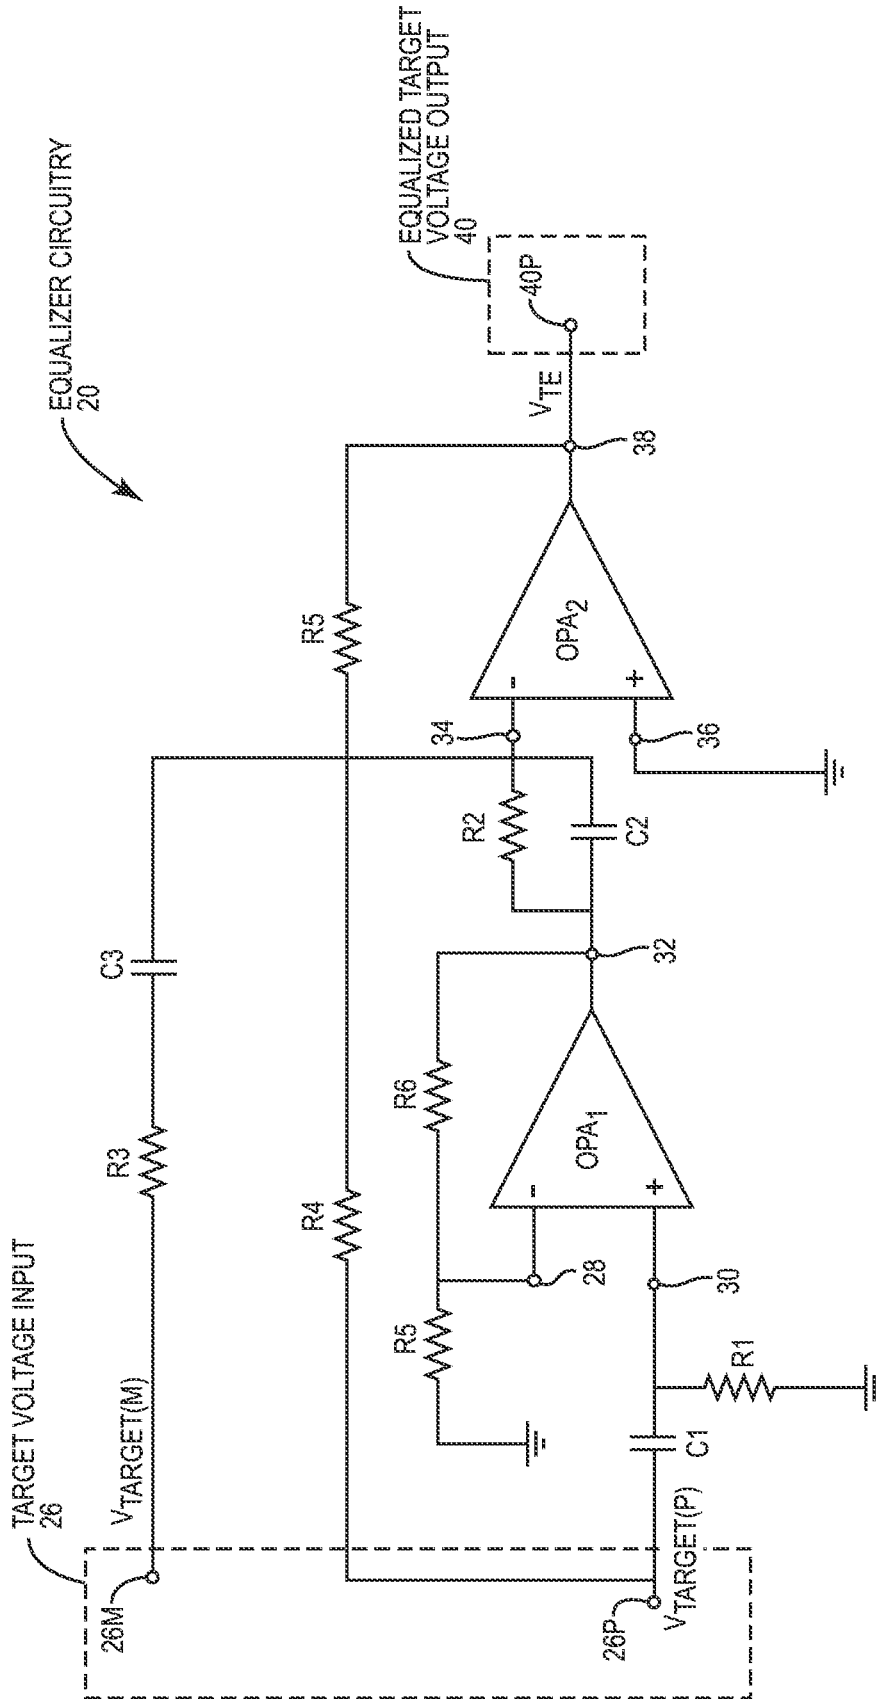 EQUALIZER CIRCUITRY
20
TARGET VOLTAGE INPUT
26
26M
VTARGET(M)
R3
C3
EQUALIZED TARGET
VOLTAGE OUTPUT
40
40P
VTE
38
R4
R5
R5
R6
28
-
+
OPA1
30
32
R2
C2
34
-
+
OPA2
36
26P
VTARGET(P)
C1
R1